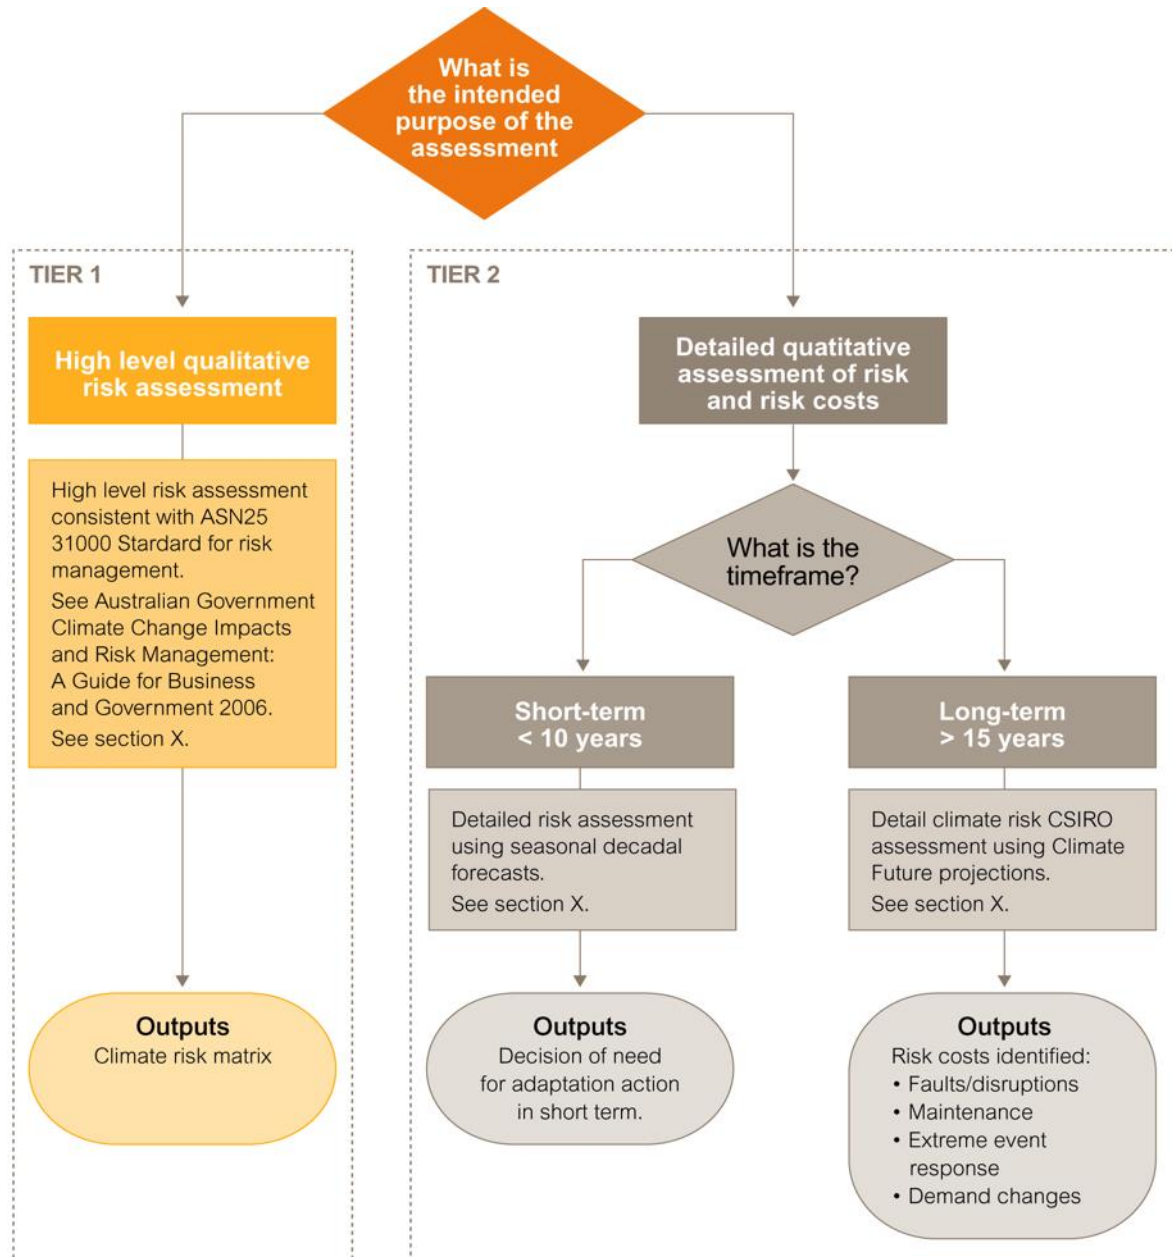 What is
the intended
purpose of the
assessment
TIER 1
High level qualitative
risk assessment
High level risk assessment
consistent with ASN25
31000 Stardard for risk
management.
See Australian Government
Climate Change Impacts
and Risk Management:
A Guide for Business
and Government 2006.
See section X.
Outputs
Climate risk matrix
TIER 2
Detailed quatitative
assessment of risk
and risk costs
What is the
timeframe?
Short-term
< 10 years
Detailed risk assessment
using seasonal decadal
forecasts.
See section X.
Outputs
Decision of need
for adaptation action
in short term.
Long-term
> 15 years
Detail climate risk CSIRO
assessment using Climate
Future projections.
See section X.
Outputs
Risk costs identified:
• Faults/disruptions
• Maintenance
• Extreme event
response
• Demand changes